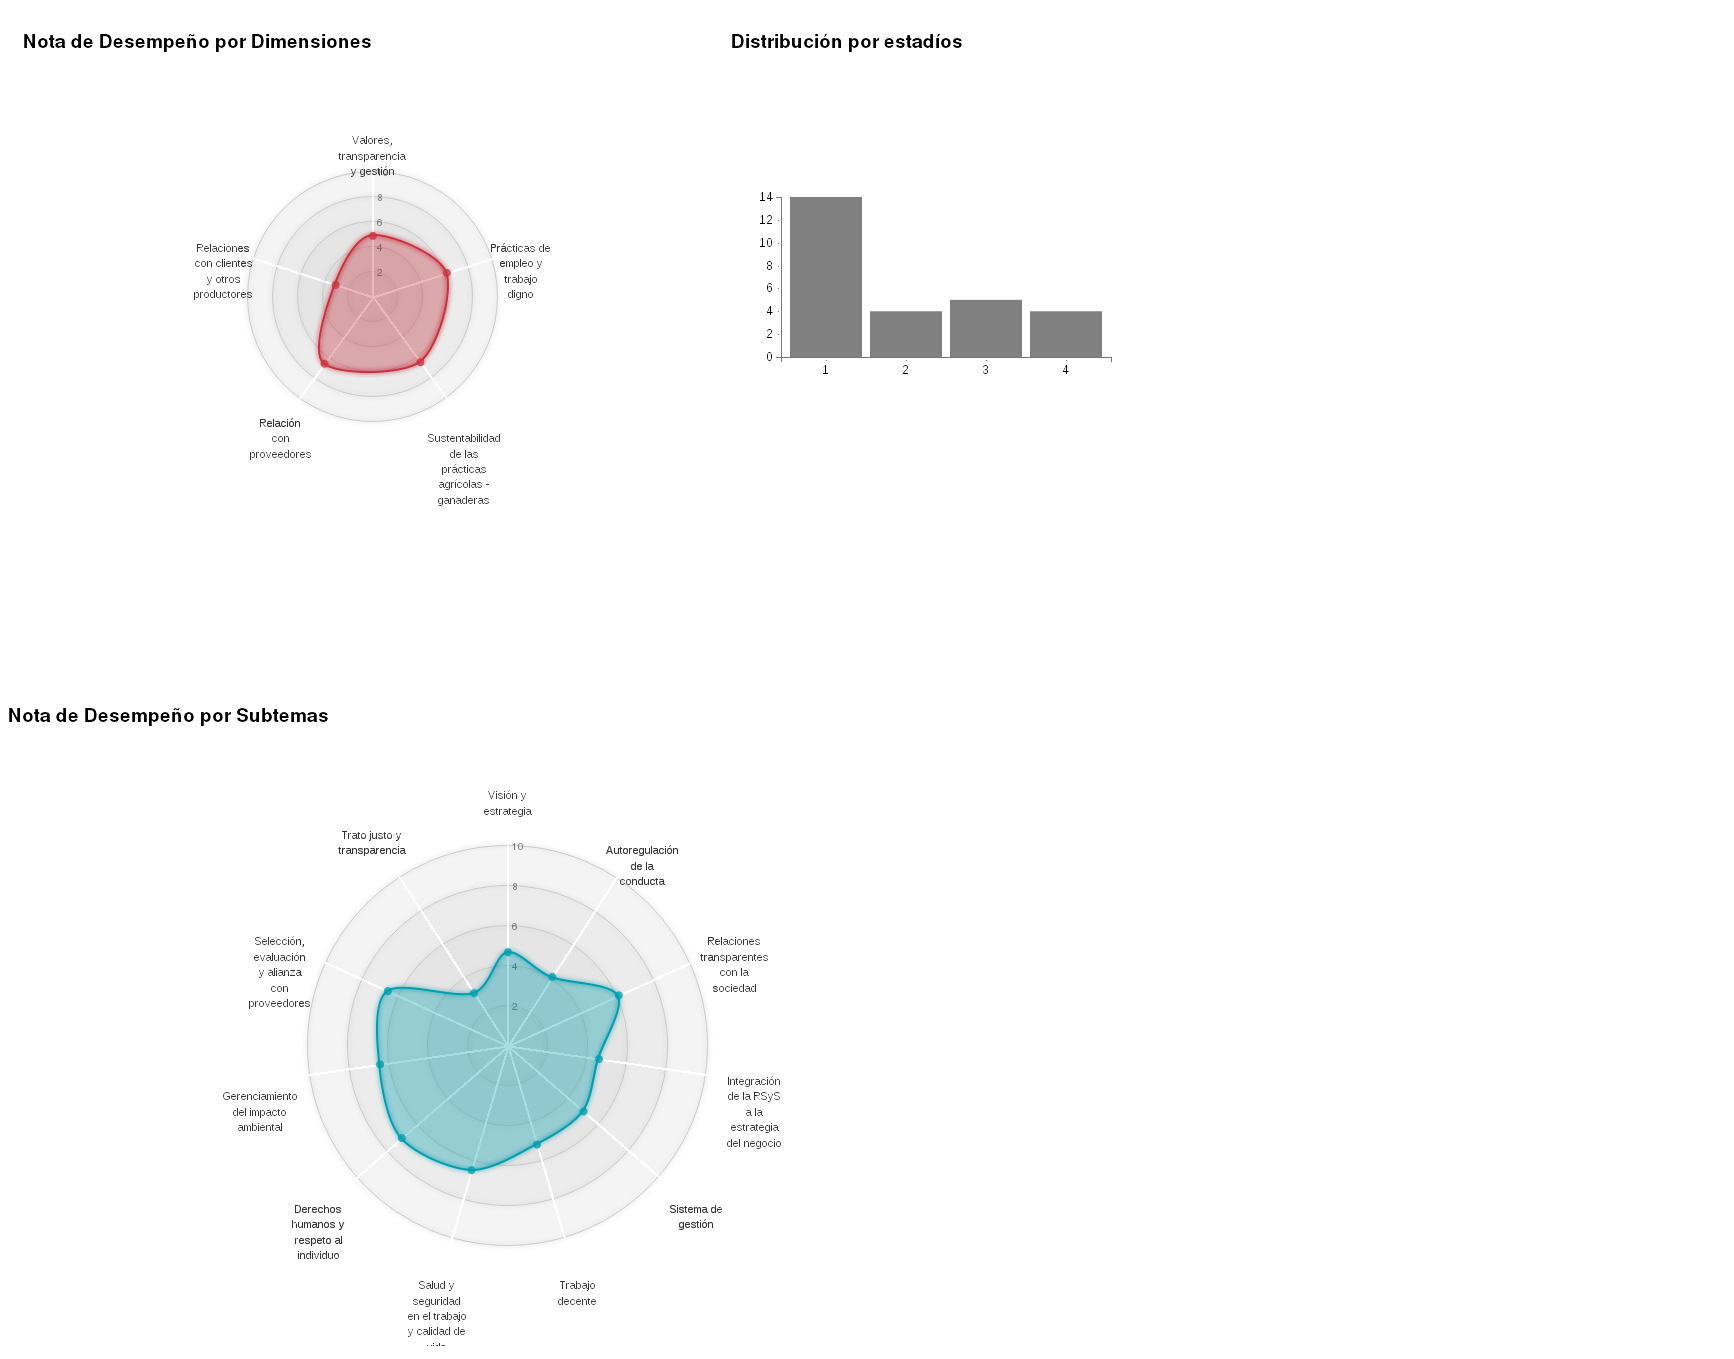 Nota de Desempeño por Dimensiones
Valores,
transparencia
y gestión
10
8
6
4
2
Prácticas de
empleo y
trabajo
digno
Sustentabilidad
de las
prácticas
agrícolas -
ganaderas
Relación
con
proveedores
Relaciones
con clientes
y otros
productores
Distribución por estadíos
14
12
10
8
6
4
2
0
1
2
3
4
Nota de Desempeño por Subtemas
Visión y
estrategia
10
8
6
4
2
Autoregulación
de la
conducta
Relaciones
transparentes
con la
sociedad
Integración
de la RSyS
a la
estrategia
del negocio
Sistema de
gestión
Trabajo
decente
Salud y
seguridad
en el trabajo
y calidad de
vida
Derechos
humanos y
respeto al
individuo
Gerenciamiento
del impacto
ambiental
Selección,
evaluación
y alianza
con
proveedores
Trato justo y
transparencia